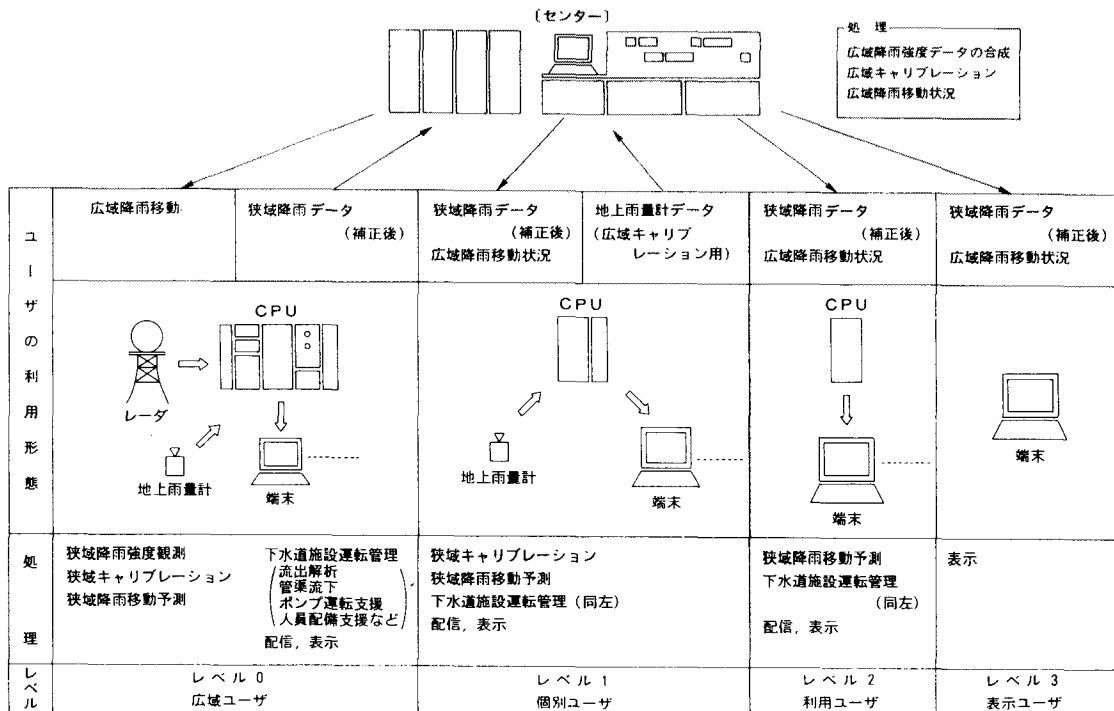 〔センター〕
処理
広域降雨強度データの合成
広域キャリブレーション
広域降雨移動状況
ユーザの利用形態
広域降雨移動
狭域降雨データ
(補正後)
狭域降雨データ
(補正後)
広域降雨移動状況
地上雨量計データ
(広域キャリブ
レーション用)
狭域降雨データ
(補正後)
広域降雨移動状況
狭域降雨データ
(補正後)
広域降雨移動状況
CPU
レーダ
地上雨量計
端末
CPU
地上雨量計
端末
CPU
端末
端末
処理
狭域降雨強度観測
狭域キャリブレーション
狭域降雨移動予測
下水道施設運転管理
(流出解析
管渠流下
ポンプ運転支援
人員配備支援など)
配信,表示
狭域キャリブレーション
狭域降雨移動予測
下水道施設運転管理(同左)
配信,表示
狭域降雨移動予測
下水道施設運転管理
(同左)
配信,表示
表示
レベル
レベル 0
広域ユーザ
レベル 1
個別ユーザ
レベル 2
利用ユーザ
レベル 3
表示ユーザ